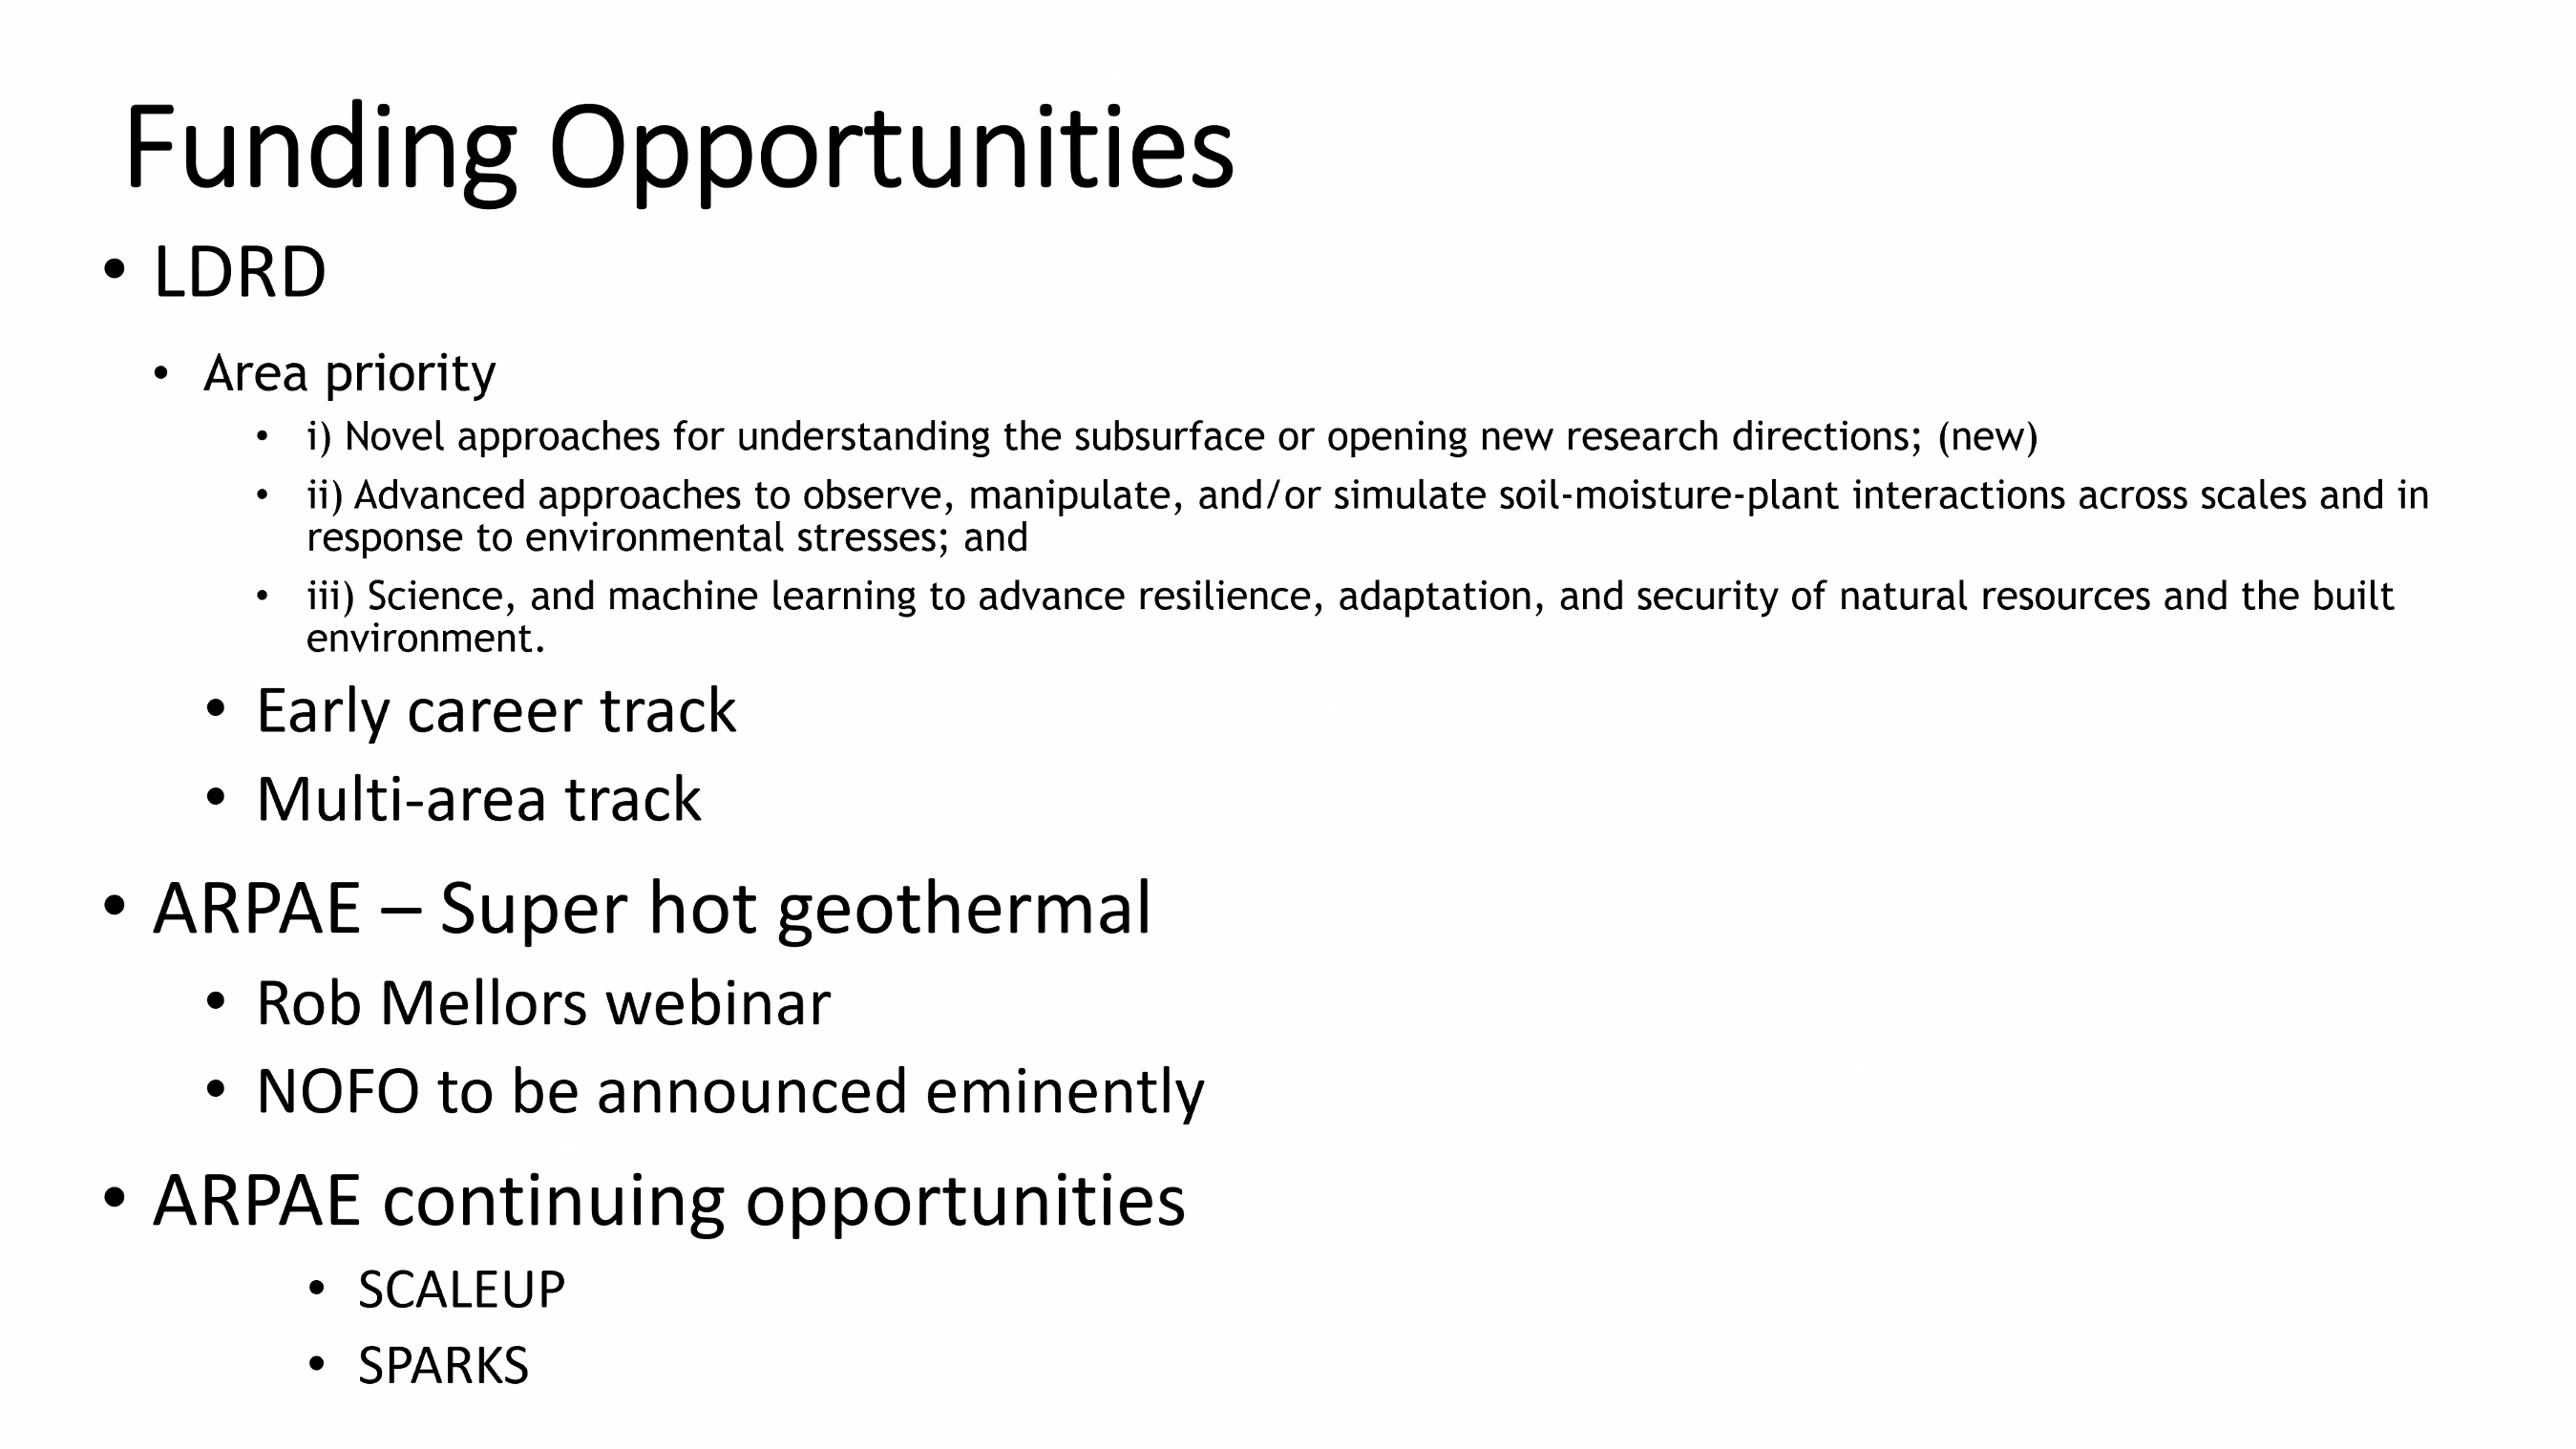 Funding Opportunities
• LDRD
• Area priority
• i) Novel approaches for understanding the subsurface or opening new research directions; (new)
• ii) Advanced approaches to observe, manipulate, and/or simulate soil-moisture-plant interactions across scales and in
response to environmental stresses; and
• iii) Science, and machine learning to advance resilience, adaptation, and security of natural resources and the built
environment.
• Early career track
• Multi-area track
• ARPAE – Super hot geothermal
• Rob Mellors webinar
• NOFO to be announced eminently
• ARPAE continuing opportunities
• SCALEUP
• SPARKS